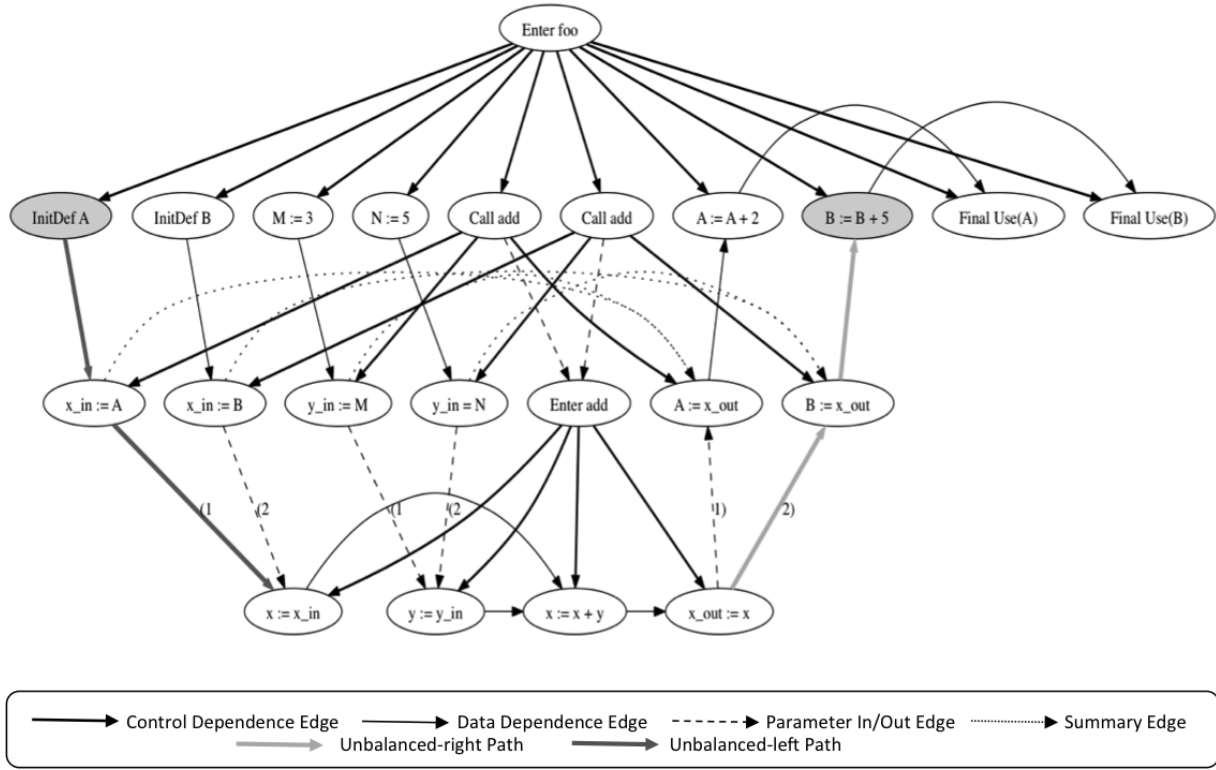 Enter foo
InitDef A
InitDef B
M := 3
N := 5
Call add
Call add
A := A + 2
B := B + 5
Final Use(A)
Final Use(B)
x_in := A
x_in := B
y_in := M
y_in = N
Enter add
A := x_out
B := x_out
(1
(2
(1
(2
1)
2)
x := x_in
y := y_in
x := x + y
x_out := x
Control Dependence Edge
Data Dependence Edge
Parameter In/Out Edge
Summary Edge
Unbalanced-right Path
Unbalanced-left Path